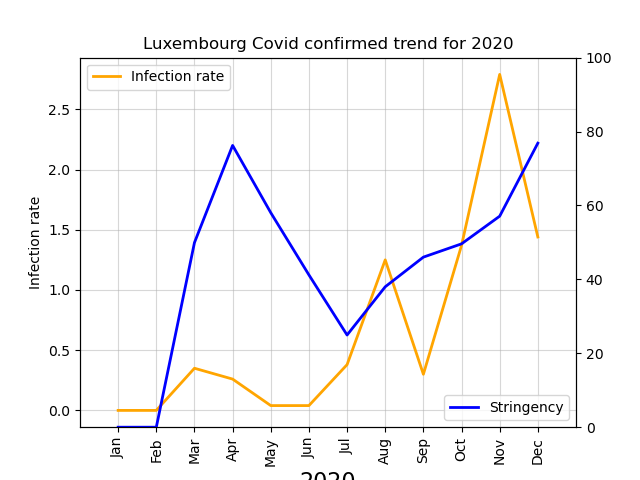 Luxembourg Covid confirmed trend for 2020
Infection rate
Infection rate
2.5
2.0
1.5
1.0
0.5
0.0
100
80
60
40
20
0
Stringency
Jan
Feb
Mar
Apr
May
Jun
Jul
Aug
Sep
Oct
Nov
Dec
2020